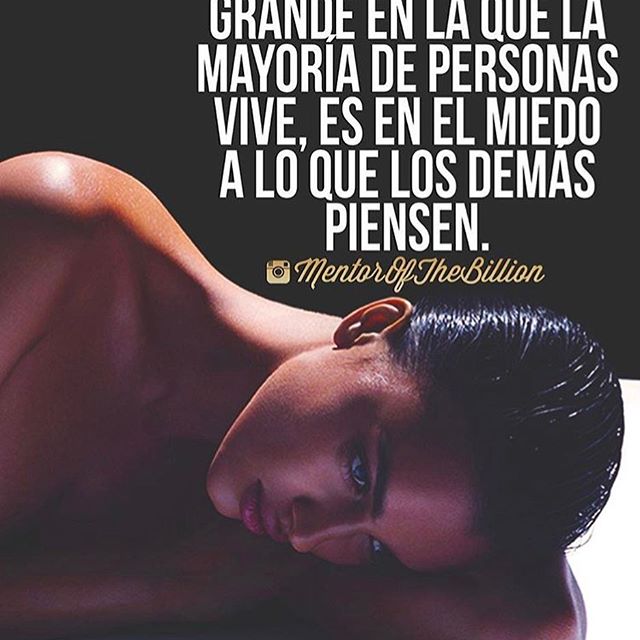 GRANDE EN LA QUE LA
MAYORÍA DE PERSONAS
VIVE, ES EN EL MIEDO
A LO QUE LOS DEMÁS
PIENSEN.
MentorOfTheBillion